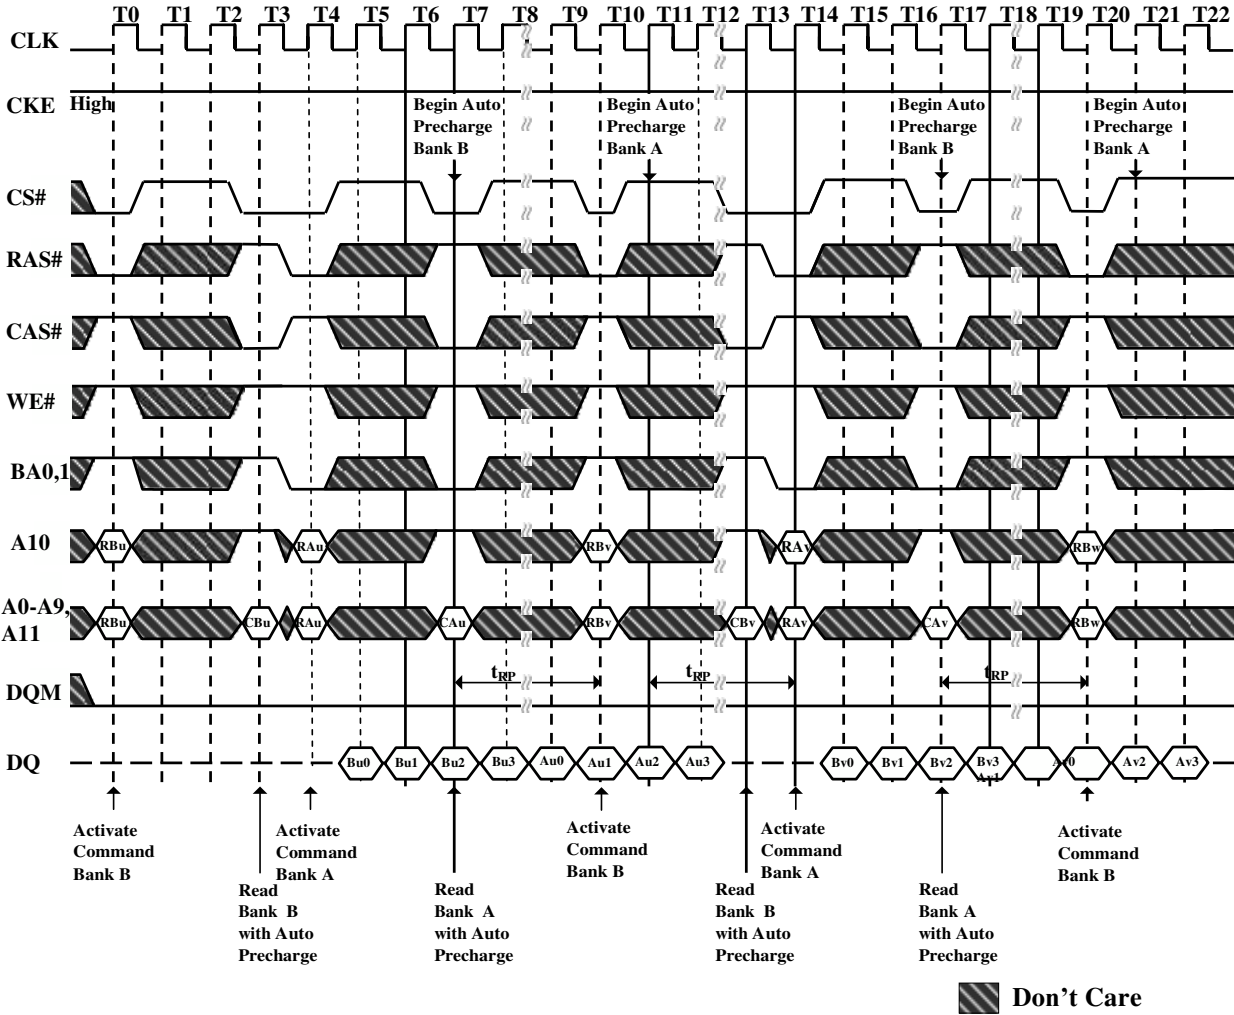 T0 T1 T2 T3 T4 T5 T6 T7 T8 T9 T10 T11 T12 T13 T14 T15 T16 T17 T18 T19 T20 T21 T22
CLK
CKE High
Begin Auto
Precharge
Bank B
Begin Auto
Precharge
Bank A
Begin Auto
Precharge
Bank B
Begin Auto
Precharge
Bank A
CS#
RAS#
CAS#
WE#
BA0,1
A10 RBu RAu RBv RAv RBw
A0-A9,
A11
RBu CBu RAu CAu RBv CBv RAv CAv RBw
tRP tRP tRP
DQM
DQ Bu0 Bu1 Bu2 Bu3 Au0 Au1 Au2 Au3 Bv0 Bv1 Bv2 Bv3 Av0 Av2 Av3
Av1
Activate
Command
Bank B
Activate
Command
Bank A
Activate
Command
Bank B
Activate
Command
Bank A
Activate
Command
Bank B
Read
Bank B
with Auto
Precharge
Read
Bank A
with Auto
Precharge
Read
Bank B
with Auto
Precharge
Read
Bank A
with Auto
Precharge
Don't Care